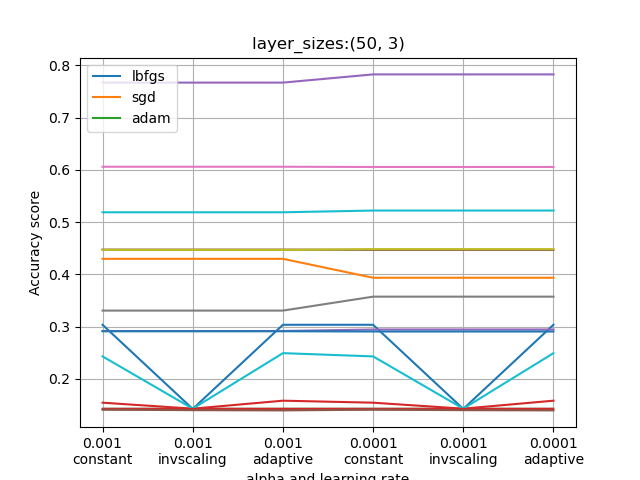 layer_sizes:(50, 3)
lbfgs
sgd
adam
Accuracy score
0.8
0.7
0.6
0.5
0.4
0.3
0.2
0.001 0.001 0.001 0.0001 0.0001 0.0001
constant invscaling adaptive constant invscaling adaptive
alpha and learning rate